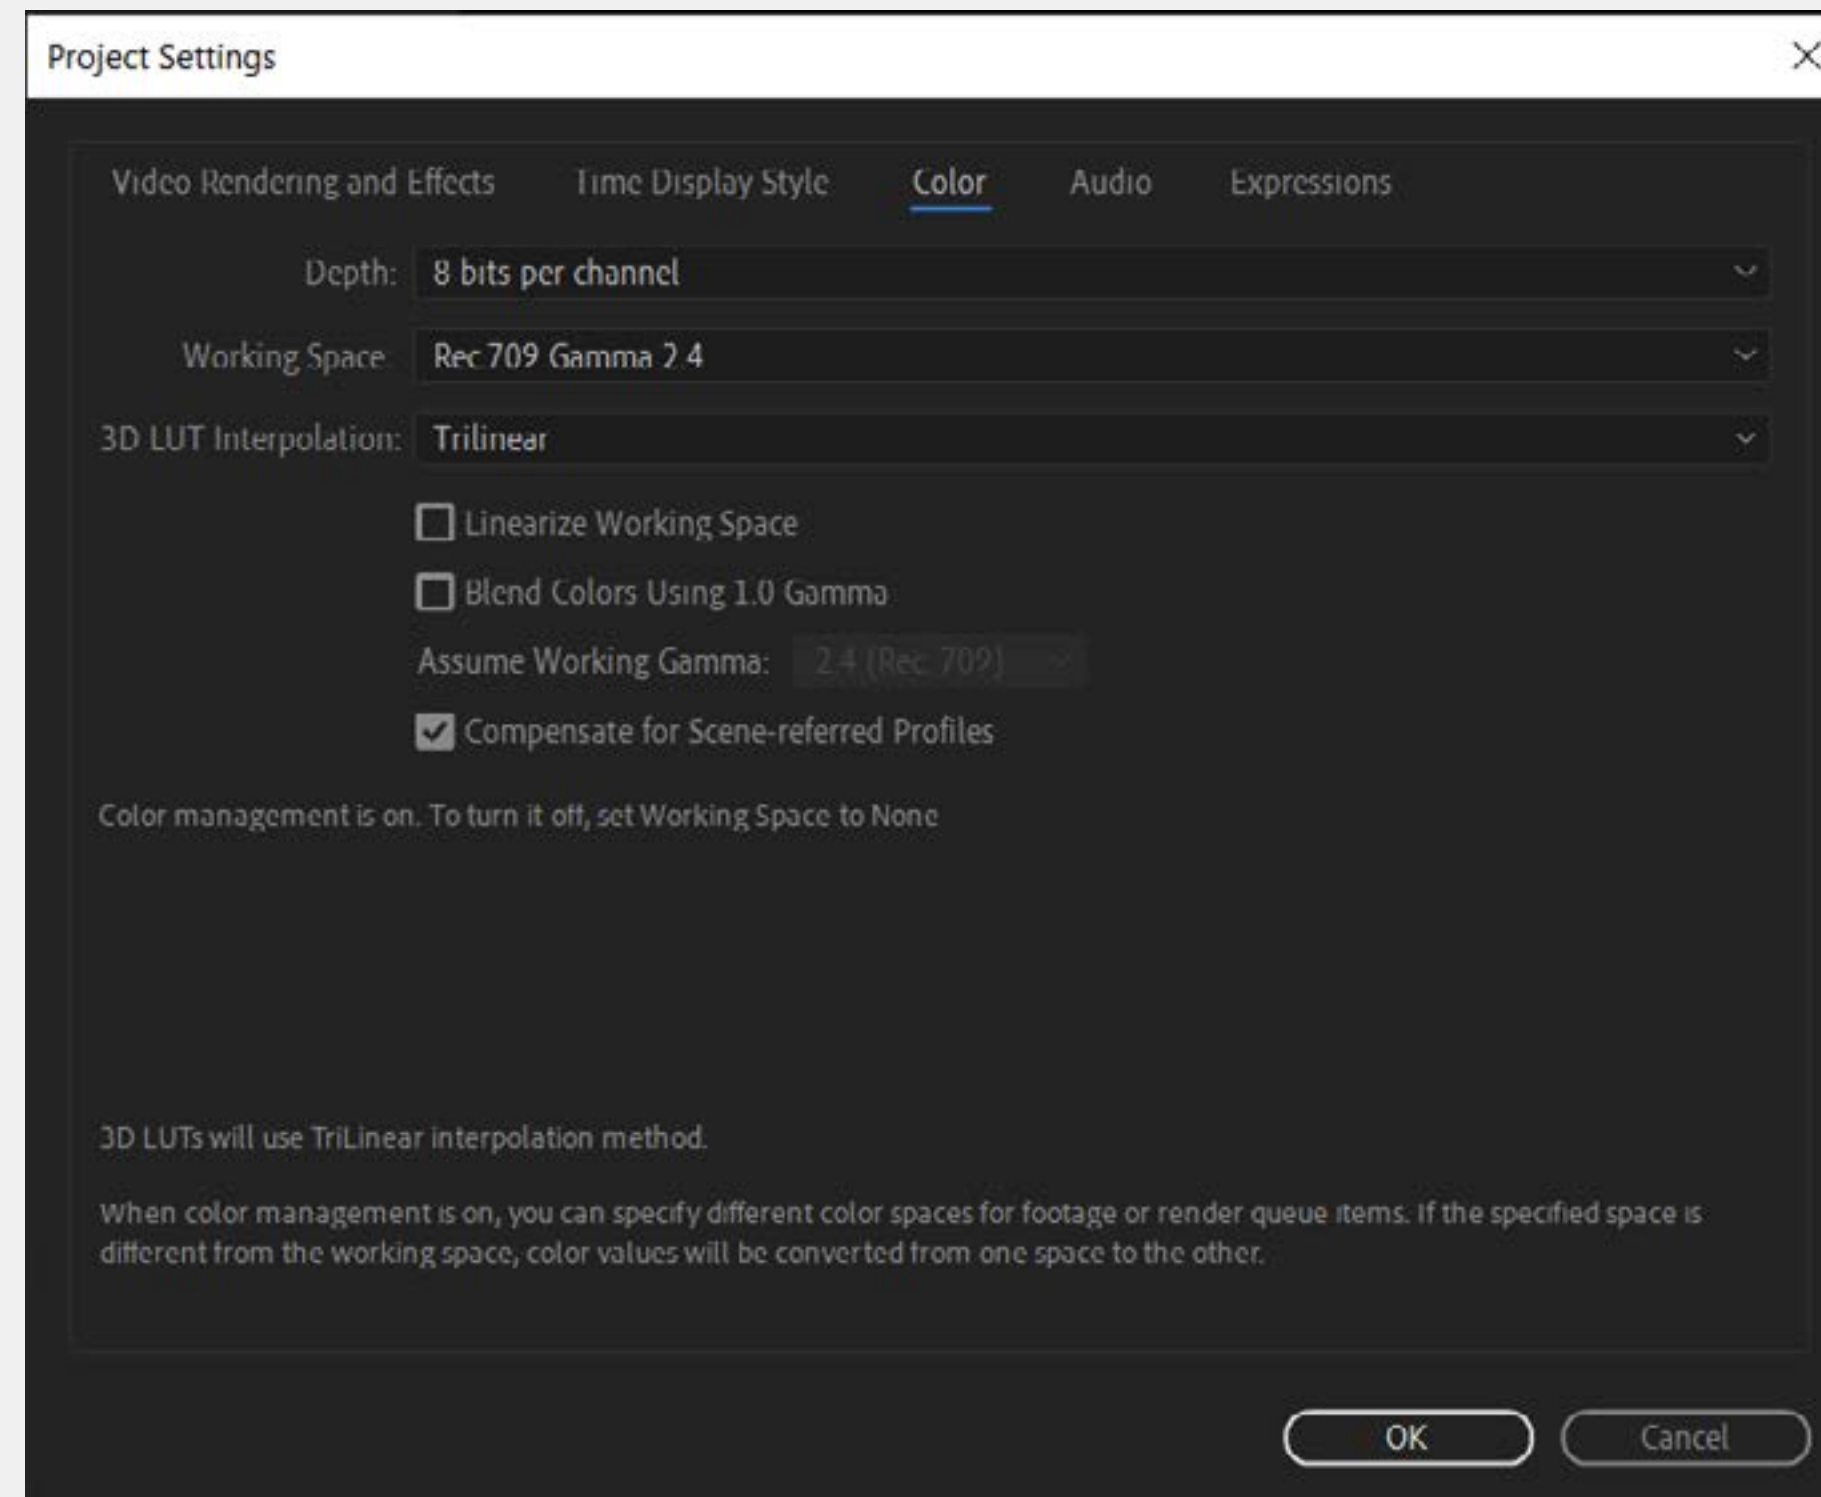 Project Settings
Video Rendering and Effects Time Display Style Color Audio Expressions
Depth: 8 bits per channel
Working Space Rec.709 Gamma 2.4
3D LUT Interpolation: Trilinear
Linearize Working Space
Blend Colors Using 1.0 Gamma
Assume Working Gamma: 2.4 (Rec. 709)
Compensate for Scene-referred Profiles
Color management is on. To turn it off, set Working Space to None
3D LUTs will use TriLinear interpolation method.
When color management is on, you can specify different color spaces for footage or render queue items. If the specified space is
different from the working space, color values will be converted from one space to the other.
OK Cancel